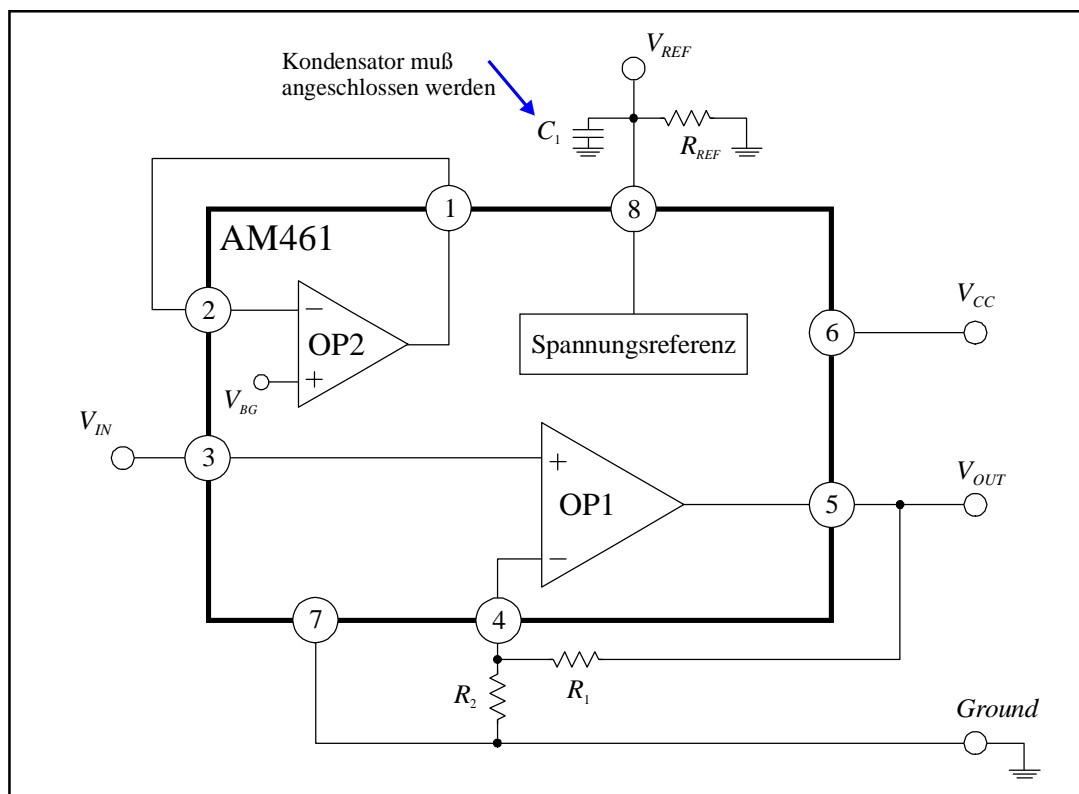 V_REF
Kondensator muß
angeschlossen werden
C_1
R_REF
1
8
AM461
2
−
OP2
+
V_BG
Spannungsreferenz
6
V_CC
V_IN
3
+
OP1
−
5
V_OUT
7
4
R_2
R_1
Ground